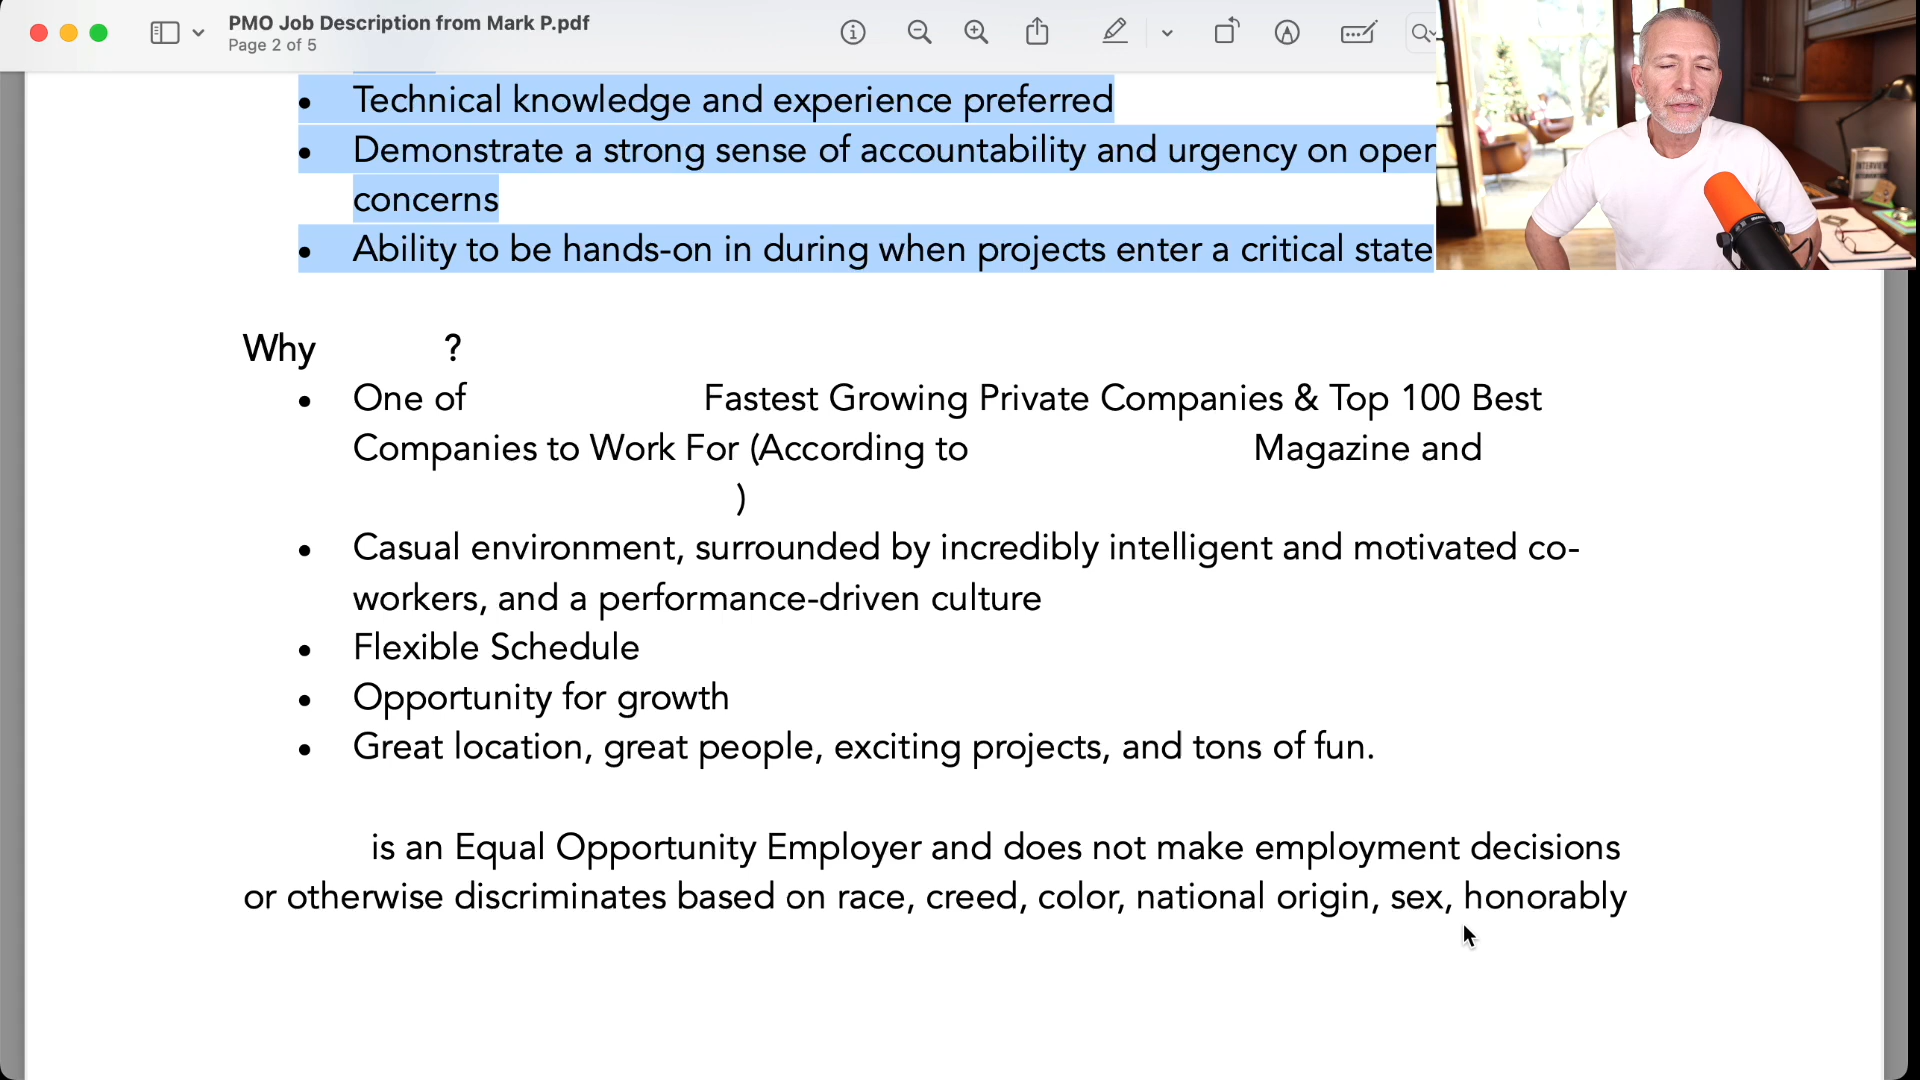 PMO Job Description from Mark P.pdf
Page 2 of 5
• Technical knowledge and experience preferred
• Demonstrate a strong sense of accountability and urgency on open
concerns
• Ability to be hands-on in during when projects enter a critical state
Why ?
• One of Fastest Growing Private Companies & Top 100 Best
Companies to Work For (According to Magazine and
)
• Casual environment, surrounded by incredibly intelligent and motivated co-
workers, and a performance-driven culture
• Flexible Schedule
• Opportunity for growth
• Great location, great people, exciting projects, and tons of fun.
is an Equal Opportunity Employer and does not make employment decisions
or otherwise discriminates based on race, creed, color, national origin, sex, honorably